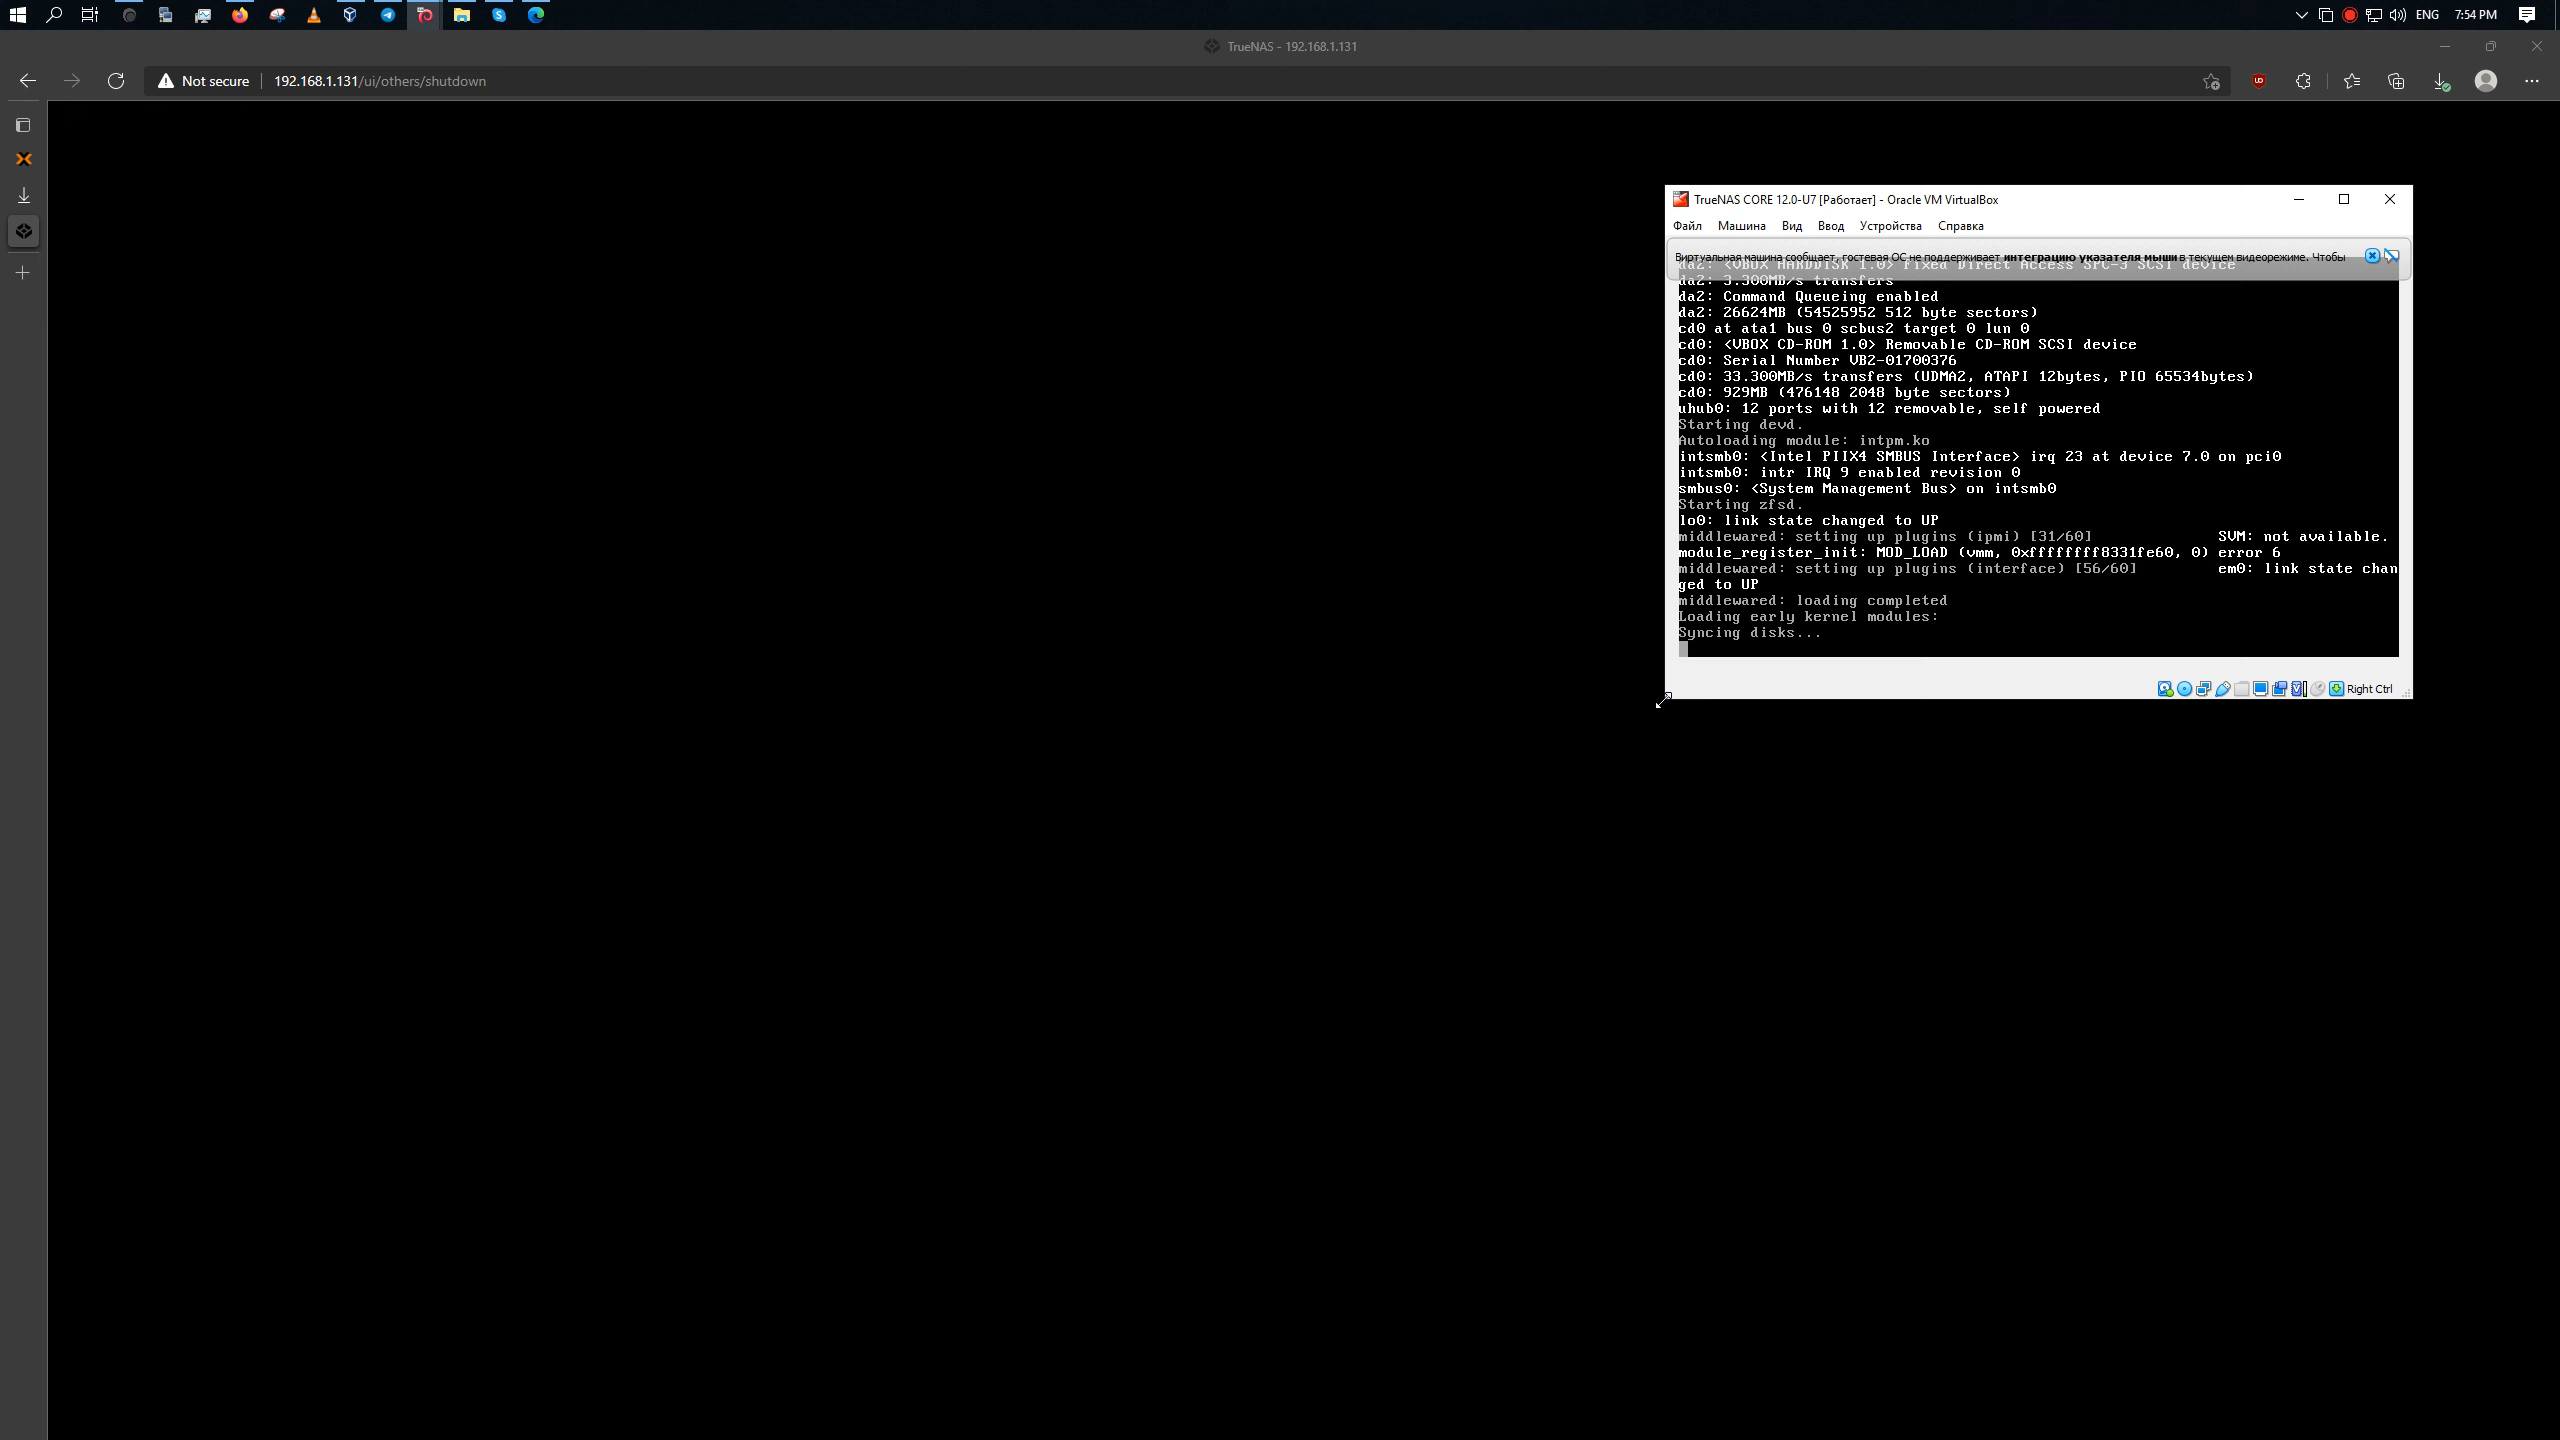 ENG 7:54 PM
TrueNAS - 192.168.1.131
Not secure 192.168.1.131/ui/others/shutdown
TrueNAS CORE 12.0-U7 [Работает] - Oracle VM VirtualBox
Файл Машина Вид Ввод Устройства Справка
Виртуальная машина сообщает, гостевая ОС не поддерживает интеграцию указателя мыши в текущем видеорежиме. Чтобы
da2: <VBOX HARDDISK 1.0> Fixed Direct Access SPC-3 SCSI device
da2: 3.300MB/s transfers
da2: Command Queueing enabled
da2: 26624MB (54525952 512 byte sectors)
cd0 at ata1 bus 0 scbus2 target 0 lun 0
cd0: <VBOX CD-ROM 1.0> Removable CD-ROM SCSI device
cd0: Serial Number VB2-01700376
cd0: 33.300MB/s transfers (UDMA2, ATAPI 12bytes, PIO 65534bytes)
cd0: 929MB (476148 2048 byte sectors)
uhub0: 12 ports with 12 removable, self powered
Starting devd.
Autoloading module: intpm.ko
intsmb0: <Intel PIIX4 SMBUS Interface> irq 23 at device 7.0 on pci0
intsmb0: intr IRQ 9 enabled revision 0
smbus0: <System Management Bus> on intsmb0
Starting zfsd.
lo0: link state changed to UP
middlewared: setting up plugins (ipmi) [31/60] SVM: not available.
module_register_init: MOD_LOAD (vmm, 0xffffffff8331fe60, 0) error 6
middlewared: setting up plugins (interface) [56/60] em0: link state chan
ged to UP
middlewared: loading completed
Loading early kernel modules:
Syncing disks...
Right Ctrl